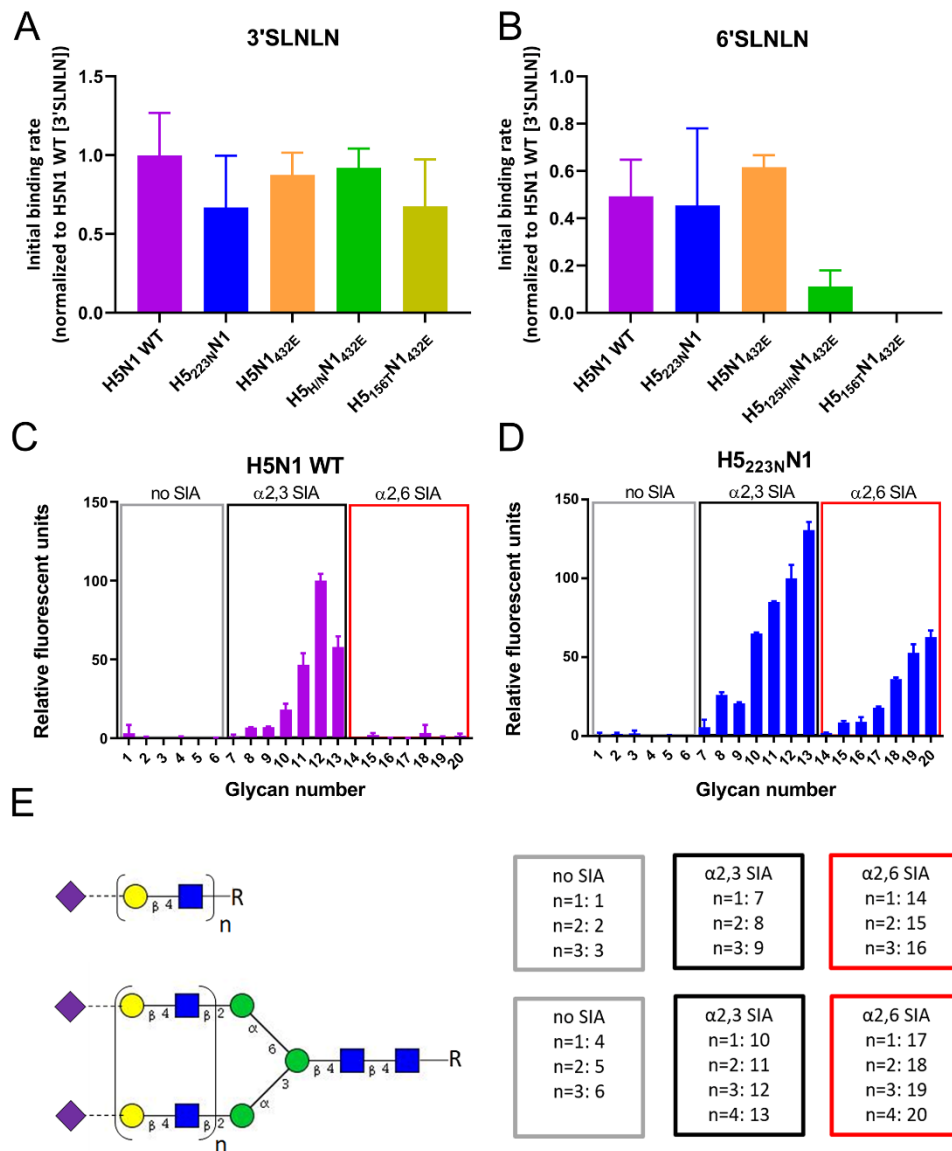 A
3'SLNLN
Initial binding rate
(normalized to H5N1 WT [3'SLNLN])
1.5
1.0
0.5
0.0
H5N1 WT
H5223NN1
H5N1432E
H5H/NN1432E
H5156TN1432E
B
6'SLNLN
Initial binding rate
(normalized to H5N1 WT [3'SLNLN])
1.0
0.8
0.6
0.4
0.2
0.0
H5N1 WT
H5223NN1
H5N1432E
H5125H/NN1432E
H5156TN1432E
C
H5N1 WT
no SIA
α2,3 SIA
α2,6 SIA
Relative fluorescent units
150
100
50
0
1 2 3 4 5 6 7 8 9 10 11 12 13 14 15 16 17 18 19 20
Glycan number
D
H5223NN1
no SIA
α2,3 SIA
α2,6 SIA
Relative fluorescent units
150
100
50
0
1 2 3 4 5 6 7 8 9 10 11 12 13 14 15 16 17 18 19 20
Glycan number
E
β 4
R
n
β 4 β 2
α
6
β 4 β 4 R
3
α
β 4 β 2
n
no SIA
n=1: 1
n=2: 2
n=3: 3
α2,3 SIA
n=1: 7
n=2: 8
n=3: 9
α2,6 SIA
n=1: 14
n=2: 15
n=3: 16
no SIA
n=1: 4
n=2: 5
n=3: 6
α2,3 SIA
n=1: 10
n=2: 11
n=3: 12
n=4: 13
α2,6 SIA
n=1: 17
n=2: 18
n=3: 19
n=4: 20